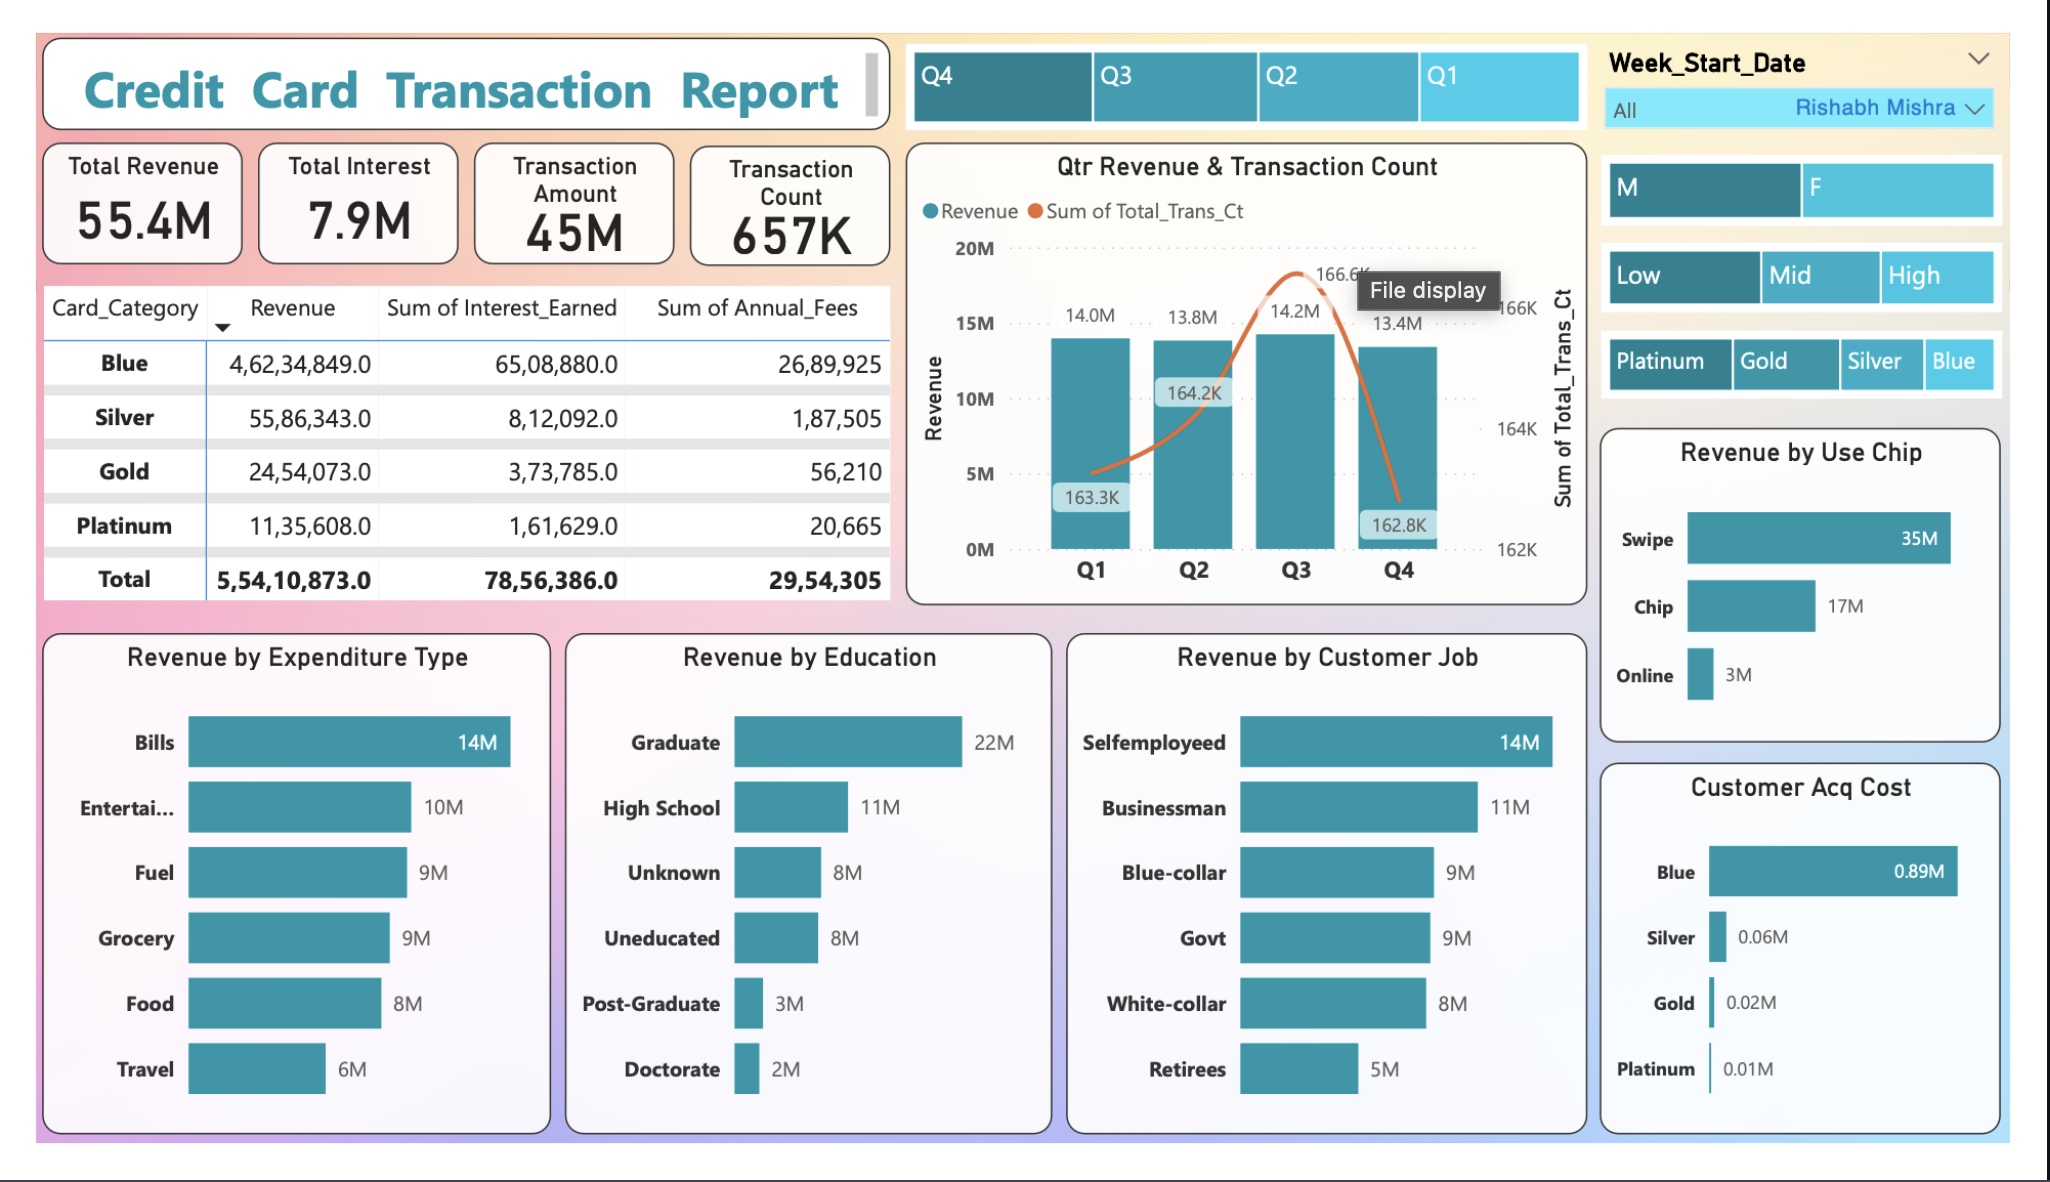 Credit Card Transaction Report
Q4 Q3 Q2 Q1
Week_Start_Date
All Rishabh Mishra
M F
Low Mid High
Platinum Gold Silver Blue
Total Revenue
55.4M
Total Interest
7.9M
Transaction
Amount
45M
Transaction
Count
657K
Card_Category Revenue Sum of Interest_Earned Sum of Annual_Fees
Blue 4,62,34,849.0 65,08,880.0 26,89,925
Silver 55,86,343.0 8,12,092.0 1,87,505
Gold 24,54,073.0 3,73,785.0 56,210
Platinum 11,35,608.0 1,61,629.0 20,665
Total 5,54,10,873.0 78,56,386.0 29,54,305
Qtr Revenue & Transaction Count
Revenue Sum of Total_Trans_Ct
20M
15M
10M
5M
0M
Revenue
14.0M 13.8M 14.2M 13.4M
163.3K 164.2K 166.6K 162.8K
File display
166K
164K
162K
Sum of Total_Trans_Ct
Q1 Q2 Q3 Q4
Revenue by Use Chip
Swipe 35M
Chip 17M
Online 3M
Revenue by Expenditure Type
Bills 14M
Entertai... 10M
Fuel 9M
Grocery 9M
Food 8M
Travel 6M
Revenue by Education
Graduate 22M
High School 11M
Unknown 8M
Uneducated 8M
Post-Graduate 3M
Doctorate 2M
Revenue by Customer Job
Selfemployeed 14M
Businessman 11M
Blue-collar 9M
Govt 9M
White-collar 8M
Retirees 5M
Customer Acq Cost
Blue 0.89M
Silver 0.06M
Gold 0.02M
Platinum 0.01M